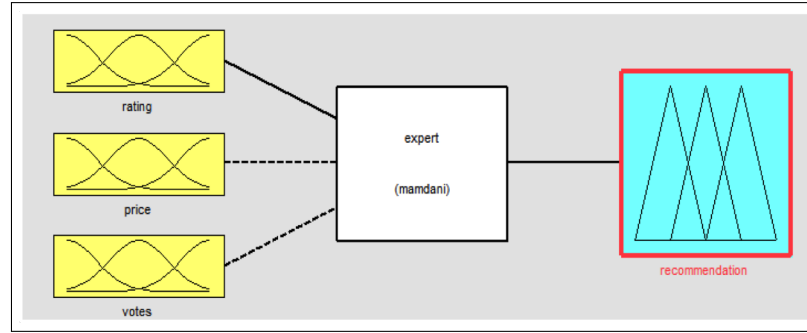 rating
price
votes
expert
(mamdani)
recommendation